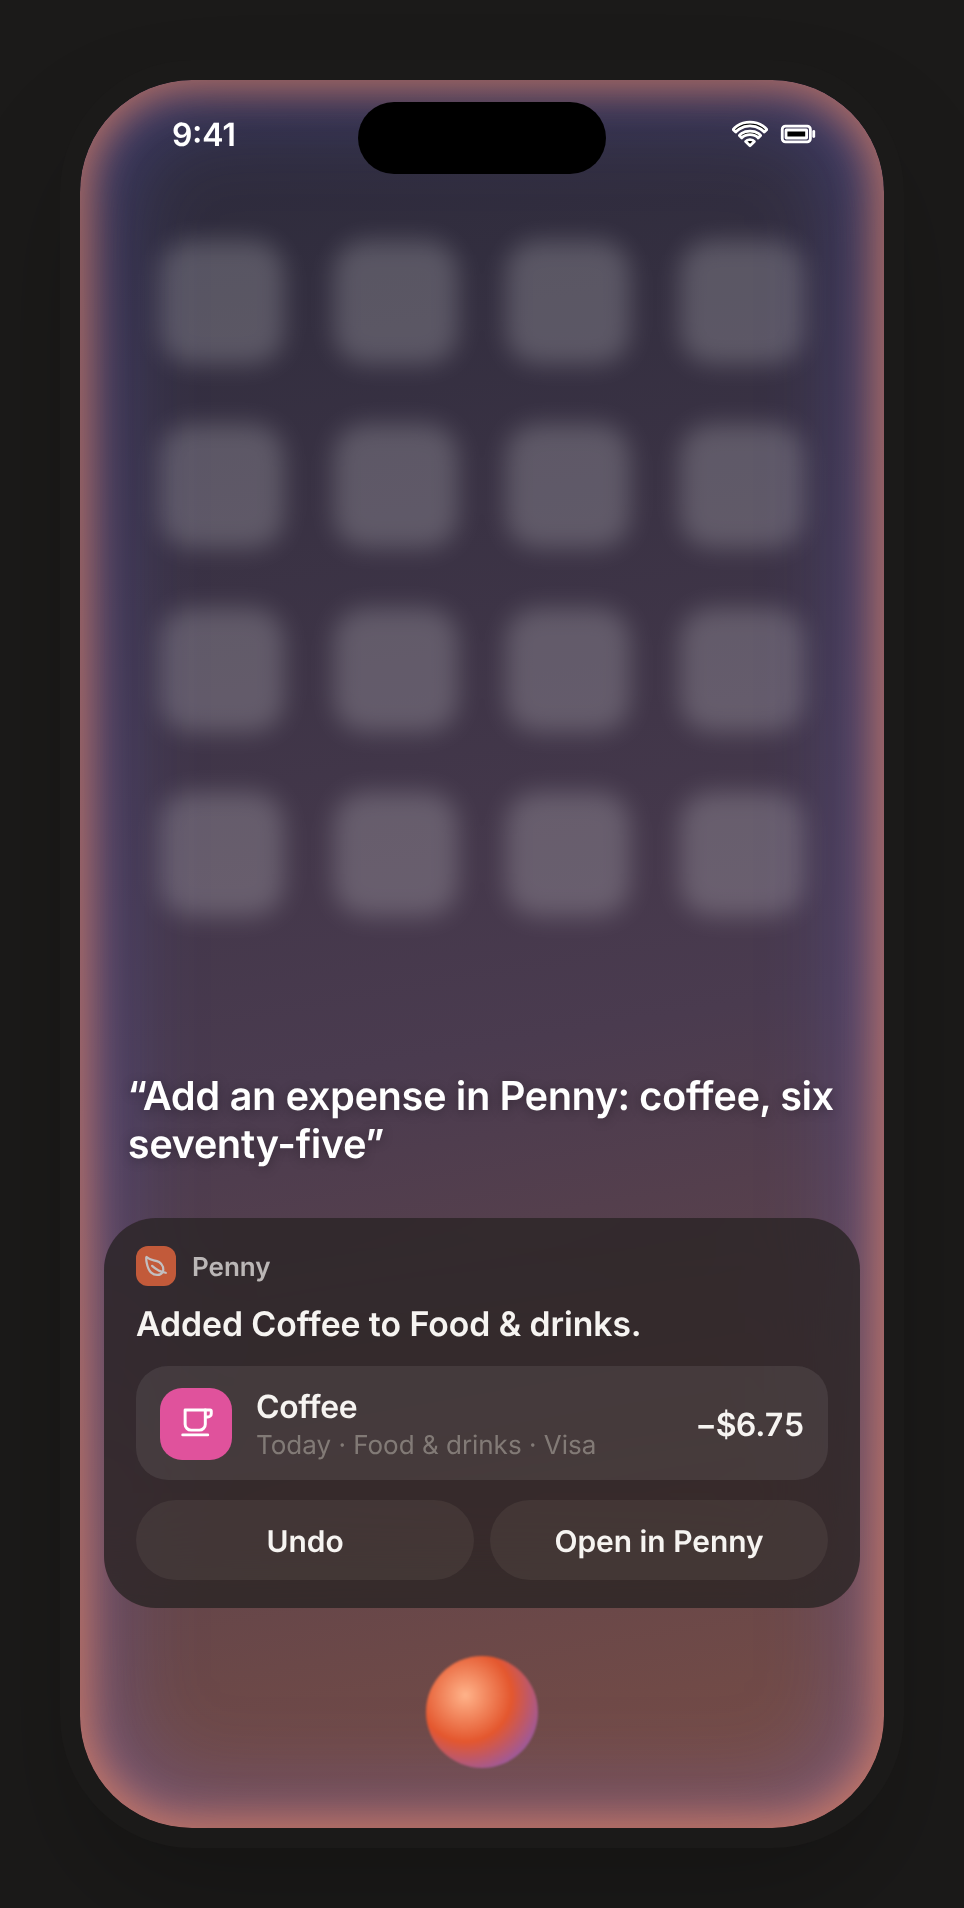 9:41
“Add an expense in Penny: coffee, six
seventy-five”
Penny
Added Coffee to Food & drinks.
Coffee
Today · Food & drinks · Visa
–$6.75
Undo
Open in Penny